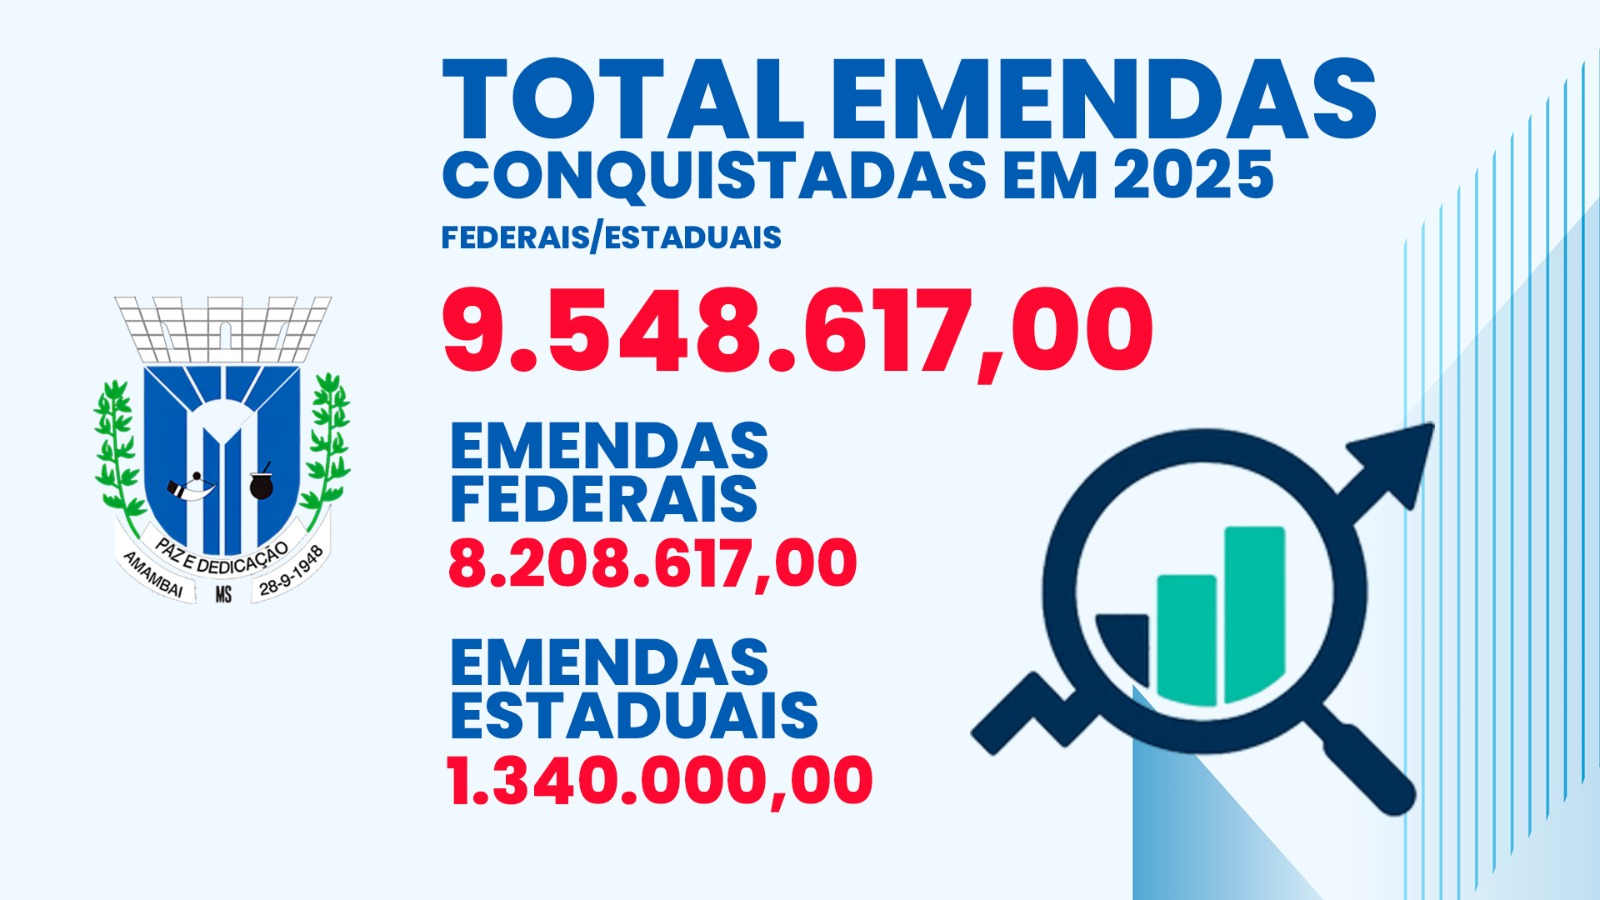 TOTAL EMENDAS
CONQUISTADAS EM 2025
FEDERAIS/ESTADUAIS
9.548.617,00
EMENDAS
FEDERAIS
8.208.617,00
EMENDAS
ESTADUAIS
1.340.000,00
PAZ E DEDICAÇÃO
AMAMBAI
MS
28-9-1948